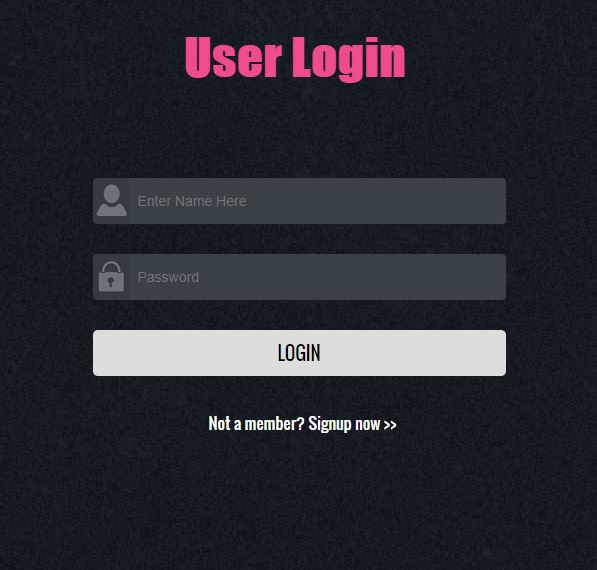 User Login
Enter Name Here
Password
LOGIN
Not a member? Signup now >>